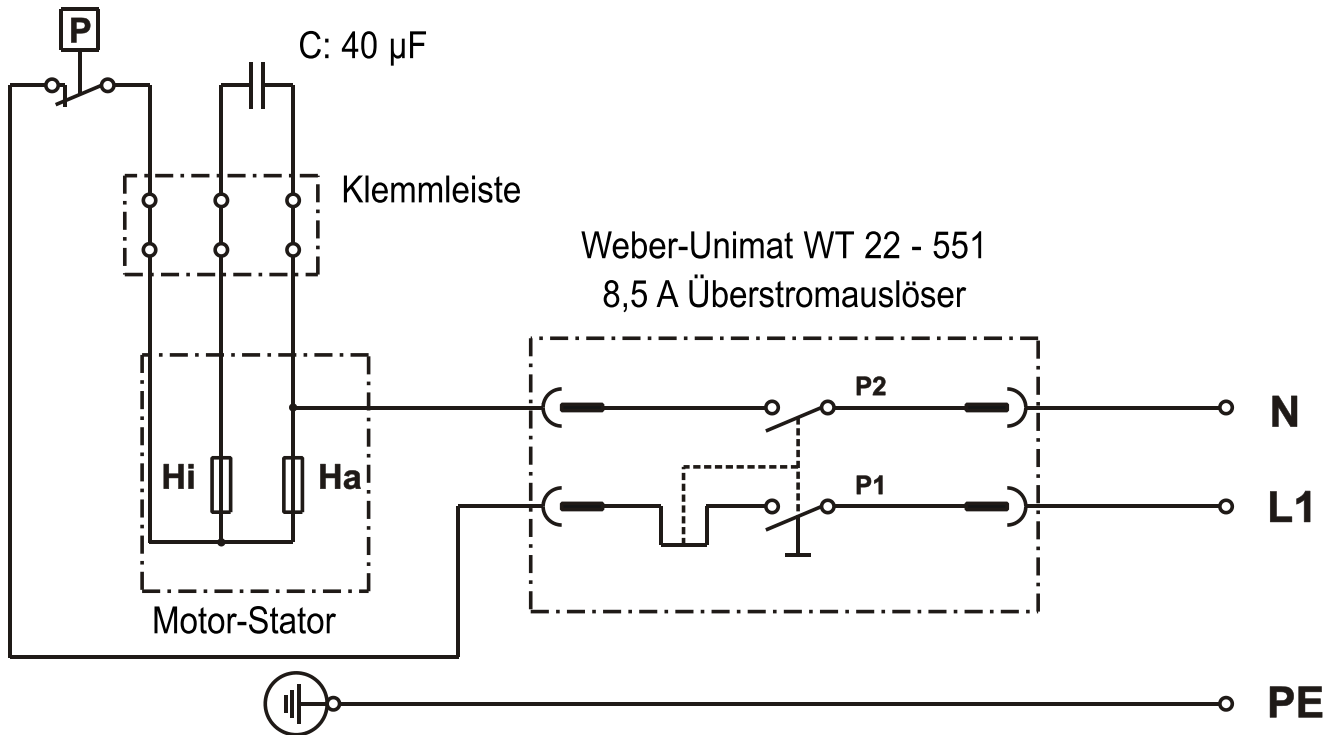 P
C: 40 µF
Klemmleiste
Weber-Unimat WT 22 - 551
8,5 A Überstromauslöser
P2
N
Hi
Ha
P1
L1
Motor-Stator
PE